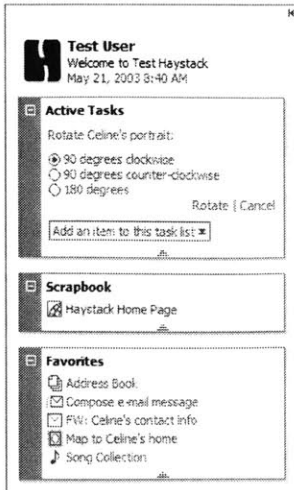 Test User
Welcome to Test Haystack
May 21, 2003 8:40 AM
Active Tasks
Rotate Celine's portrait:
90 degrees clockwise
90 degrees counter-clockwise
180 degrees
Rotate | Cancel
Add an item to this task list
Scrapbook
Haystack Home Page
Favorites
Address Book
Compose e-mail message
FW: Celine's contact info
Map to Celine's home
Song Collection